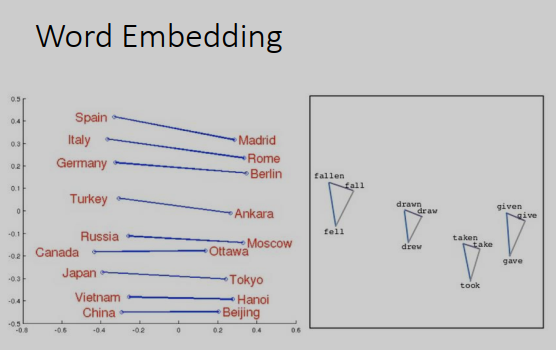 Word Embedding
0.5
0.4
0.3
0.2
0.1
0
-0.1
-0.2
-0.3
-0.4
-0.5
-0.8 -0.6 -0.4 -0.2 0 0.2 0.4 0.6
Spain Madrid
Italy Rome
Germany Berlin
Turkey Ankara
Russia Moscow
Canada Ottawa
Japan Tokyo
Vietnam Hanoi
China Beijing
fallen
fall
fell
drawn
draw
drew
taken
take
took
given
give
gave